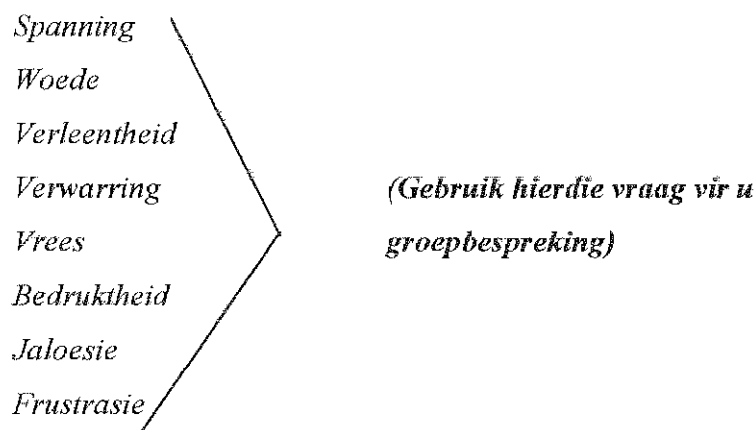 Spanning
Woede
Verleentheid
Verwarring
Vrees
Bedruktheid
Jaloesie
Frustrasie
(Gebruik hierdie vraag vir u
groepbespreking)